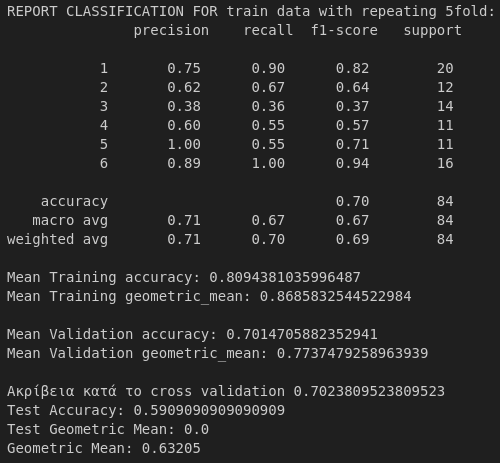 REPORT CLASSIFICATION FOR train data with repeating 5fold:
precision recall f1-score support
1 0.75 0.90 0.82 20
2 0.62 0.67 0.64 12
3 0.38 0.36 0.37 14
4 0.60 0.55 0.57 11
5 1.00 0.55 0.71 11
6 0.89 1.00 0.94 16
accuracy 0.70 84
macro avg 0.71 0.67 0.67 84
weighted avg 0.71 0.70 0.69 84
Mean Training accuracy: 0.8094381035996487
Mean Training geometric_mean: 0.8685832544522984
Mean Validation accuracy: 0.7014705882352941
Mean Validation geometric_mean: 0.7737479258963939
Ακρίβεια κατά το cross validation 0.7023809523809523
Test Accuracy: 0.5909090909090909
Test Geometric Mean: 0.0
Geometric Mean: 0.63205